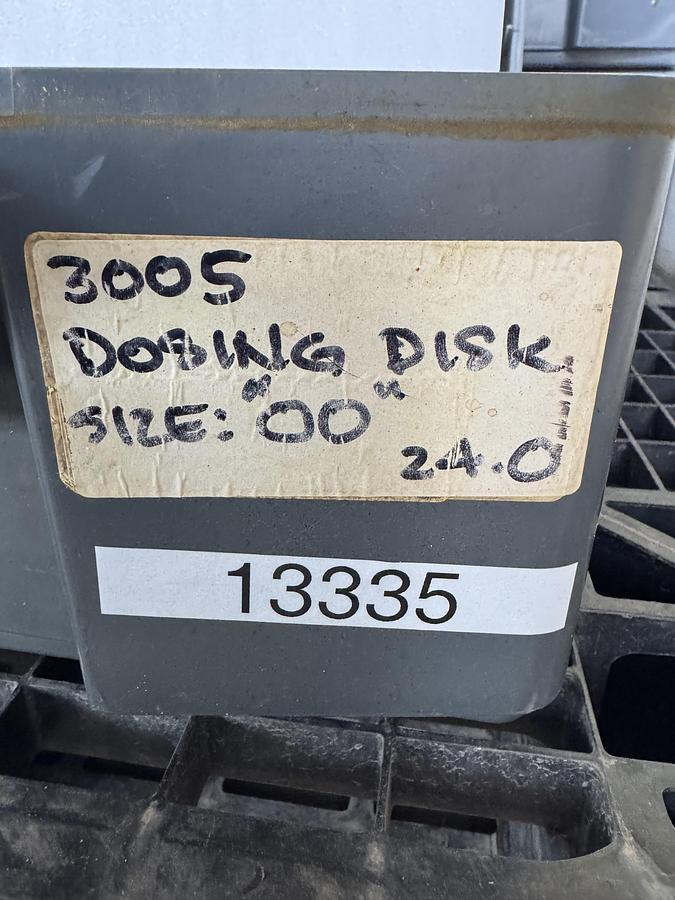 3005
DOSING DISK.
SIZE: "00"
24.0
13335